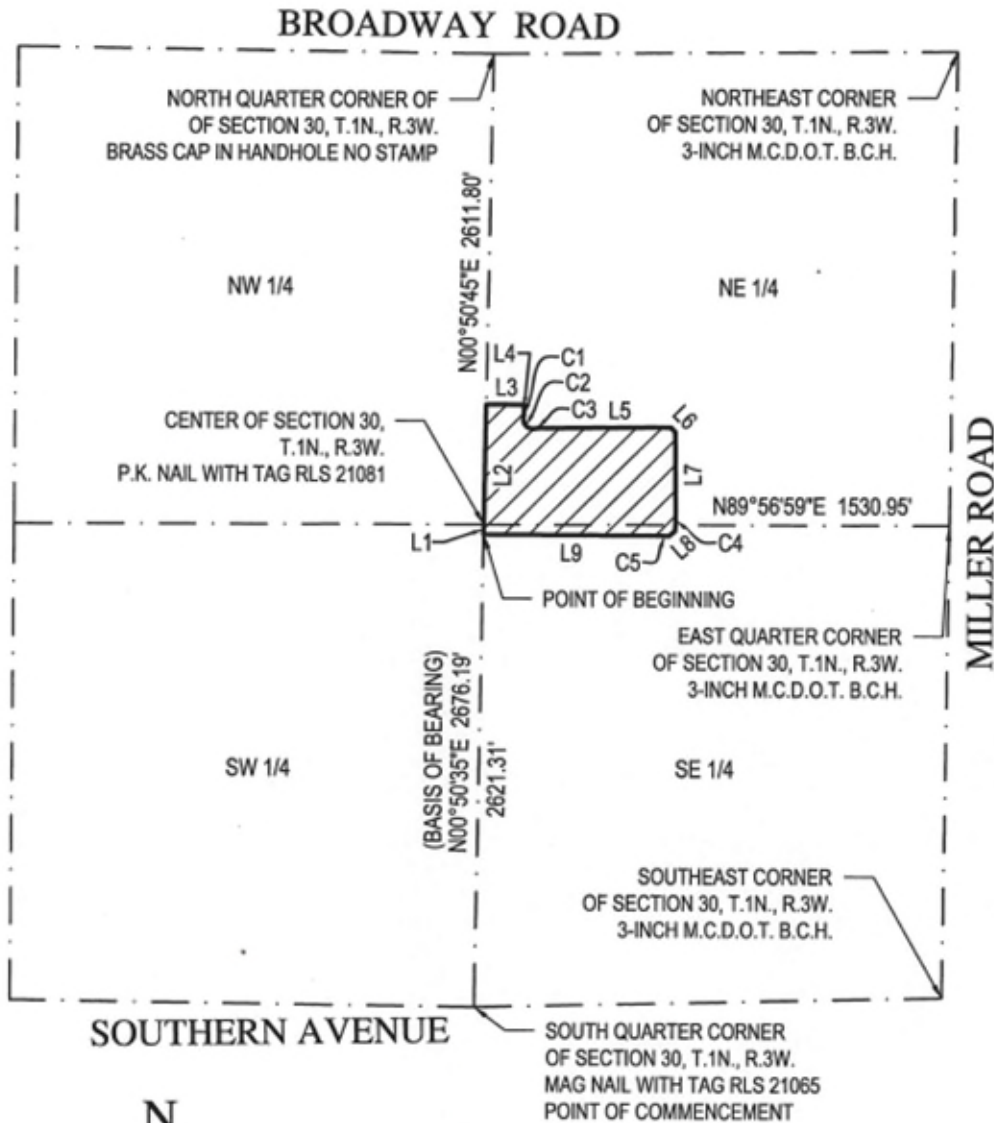 BROADWAY ROAD
NORTH QUARTER CORNER OF
OF SECTION 30, T.1N., R.3W.
BRASS CAP IN HANDHOLE NO STAMP
NORTHEAST CORNER
OF SECTION 30, T.1N., R.3W.
3-INCH M.C.D.O.T. B.C.H.
N00°50'45"E 2611.80'
NW 1/4
NE 1/4
L4
C1
L3
C2
C3
L5
L6
CENTER OF SECTION 30,
T.1N., R.3W.
P.K. NAIL WITH TAG RLS 21081
L2
L7
N89°56'59"E 1530.95'
L1
L9
C5
L8
C4
POINT OF BEGINNING
MILLER ROAD
EAST QUARTER CORNER
OF SECTION 30, T.1N., R.3W.
3-INCH M.C.D.O.T. B.C.H.
(BASIS OF BEARING)
N00°50'35"E 2676.19'
2621.31'
SW 1/4
SE 1/4
SOUTHEAST CORNER
OF SECTION 30, T.1N., R.3W.
3-INCH M.C.D.O.T. B.C.H.
SOUTHERN AVENUE
SOUTH QUARTER CORNER
OF SECTION 30, T.1N., R.3W.
MAG NAIL WITH TAG RLS 21065
POINT OF COMMENCEMENT
N